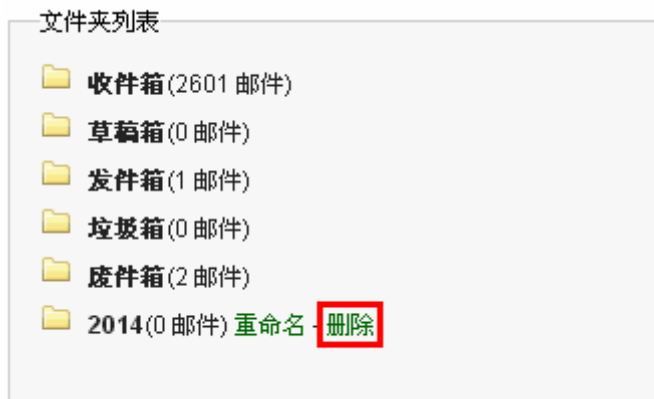 文件夹列表
收件箱(2601 邮件)
草稿箱(0 邮件)
发件箱(1 邮件)
垃圾箱(0 邮件)
废件箱(2 邮件)
2014(0 邮件) 重命名 - 删除